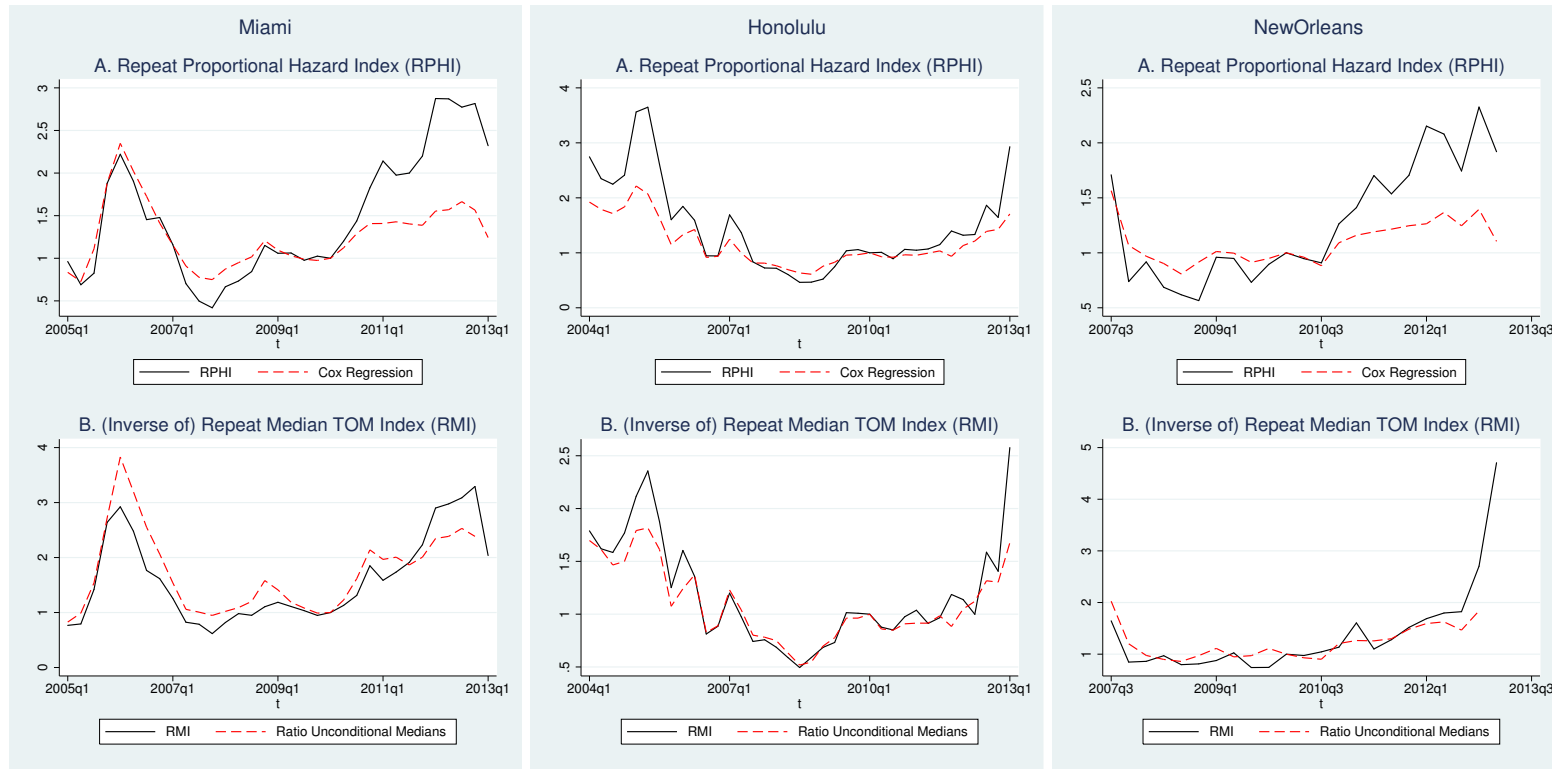 Miami
A. Repeat Proportional Hazard Index (RPHI)
3
2.5
2
1.5
1
.5
2005q1 2007q1 2009q1 2011q1 2013q1
t
RPHI Cox Regression
B. (Inverse of) Repeat Median TOM Index (RMI)
4
3
2
1
0
2005q1 2007q1 2009q1 2011q1 2013q1
t
RMI Ratio Unconditional Medians
Honolulu
A. Repeat Proportional Hazard Index (RPHI)
4
3
2
1
0
2004q1 2007q1 2010q1 2013q1
t
RPHI Cox Regression
B. (Inverse of) Repeat Median TOM Index (RMI)
2.5
2
1.5
1
.5
2004q1 2007q1 2010q1 2013q1
t
RMI Ratio Unconditional Medians
NewOrleans
A. Repeat Proportional Hazard Index (RPHI)
2.5
2
1.5
1
.5
2007q3 2009q1 2010q3 2012q1 2013q3
t
RPHI Cox Regression
B. (Inverse of) Repeat Median TOM Index (RMI)
5
4
3
2
1
2007q3 2009q1 2010q3 2012q1 2013q3
t
RMI Ratio Unconditional Medians